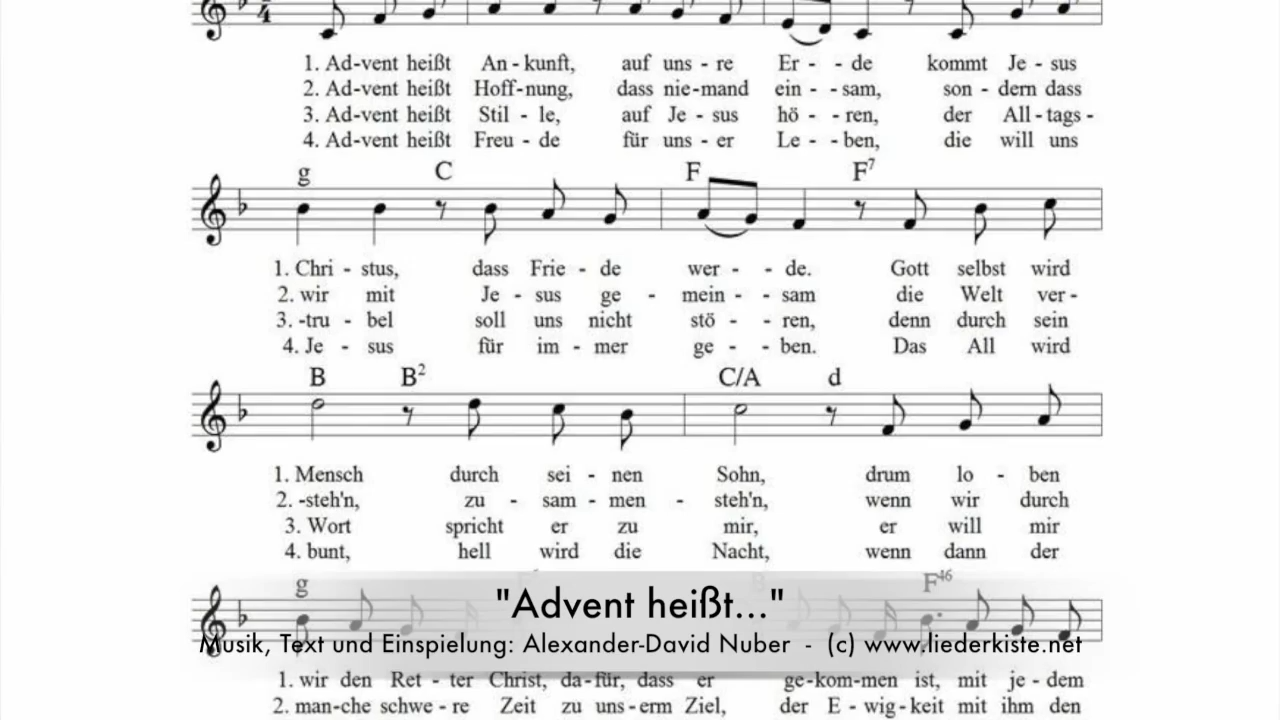 1. Ad-vent heißt An - kunft, auf uns - re Er - - de kommt Je - sus
2. Ad-vent heißt Hoff-nung, dass nie-mand ein - - sam, son - dern dass
3. Ad-vent heißt Stil - le, auf Je - sus hö - - ren, der All - tags -
4. Ad-vent heißt Freu - de für uns - er Le - - ben, die will uns
g C F F7
1. Chri - stus, dass Frie - de wer - - de. Gott selbst wird
2. wir mit Je - sus ge - mein - - sam die Welt ver -
3. -tru - bel soll uns nicht stö - - ren, denn durch sein
4. Je - sus für im - mer ge - - ben. Das All wird
B B2 C/A d
1. Mensch durch sei - nen Sohn, drum lo - ben
2. -steh'n, zu - sam - men - steh'n, wenn wir durch
3. Wort spricht er zu mir, er will mir
4. bunt, hell wird die Nacht, wenn dann der
g F46
"Advent heißt..."
Musik, Text und Einspielung: Alexander-David Nuber - (c) www.liederkiste.net
1. wir den Ret - ter Christ, da-für, dass er ge-kom-men ist, mit je - dem
2. man-che schwe - re Zeit zu uns-erm Ziel, der E - wig - keit mit ihm den